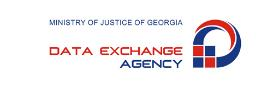 MINISTRY OF JUSTICE OF GEORGIA
DATA EXCHANGE
AGENCY